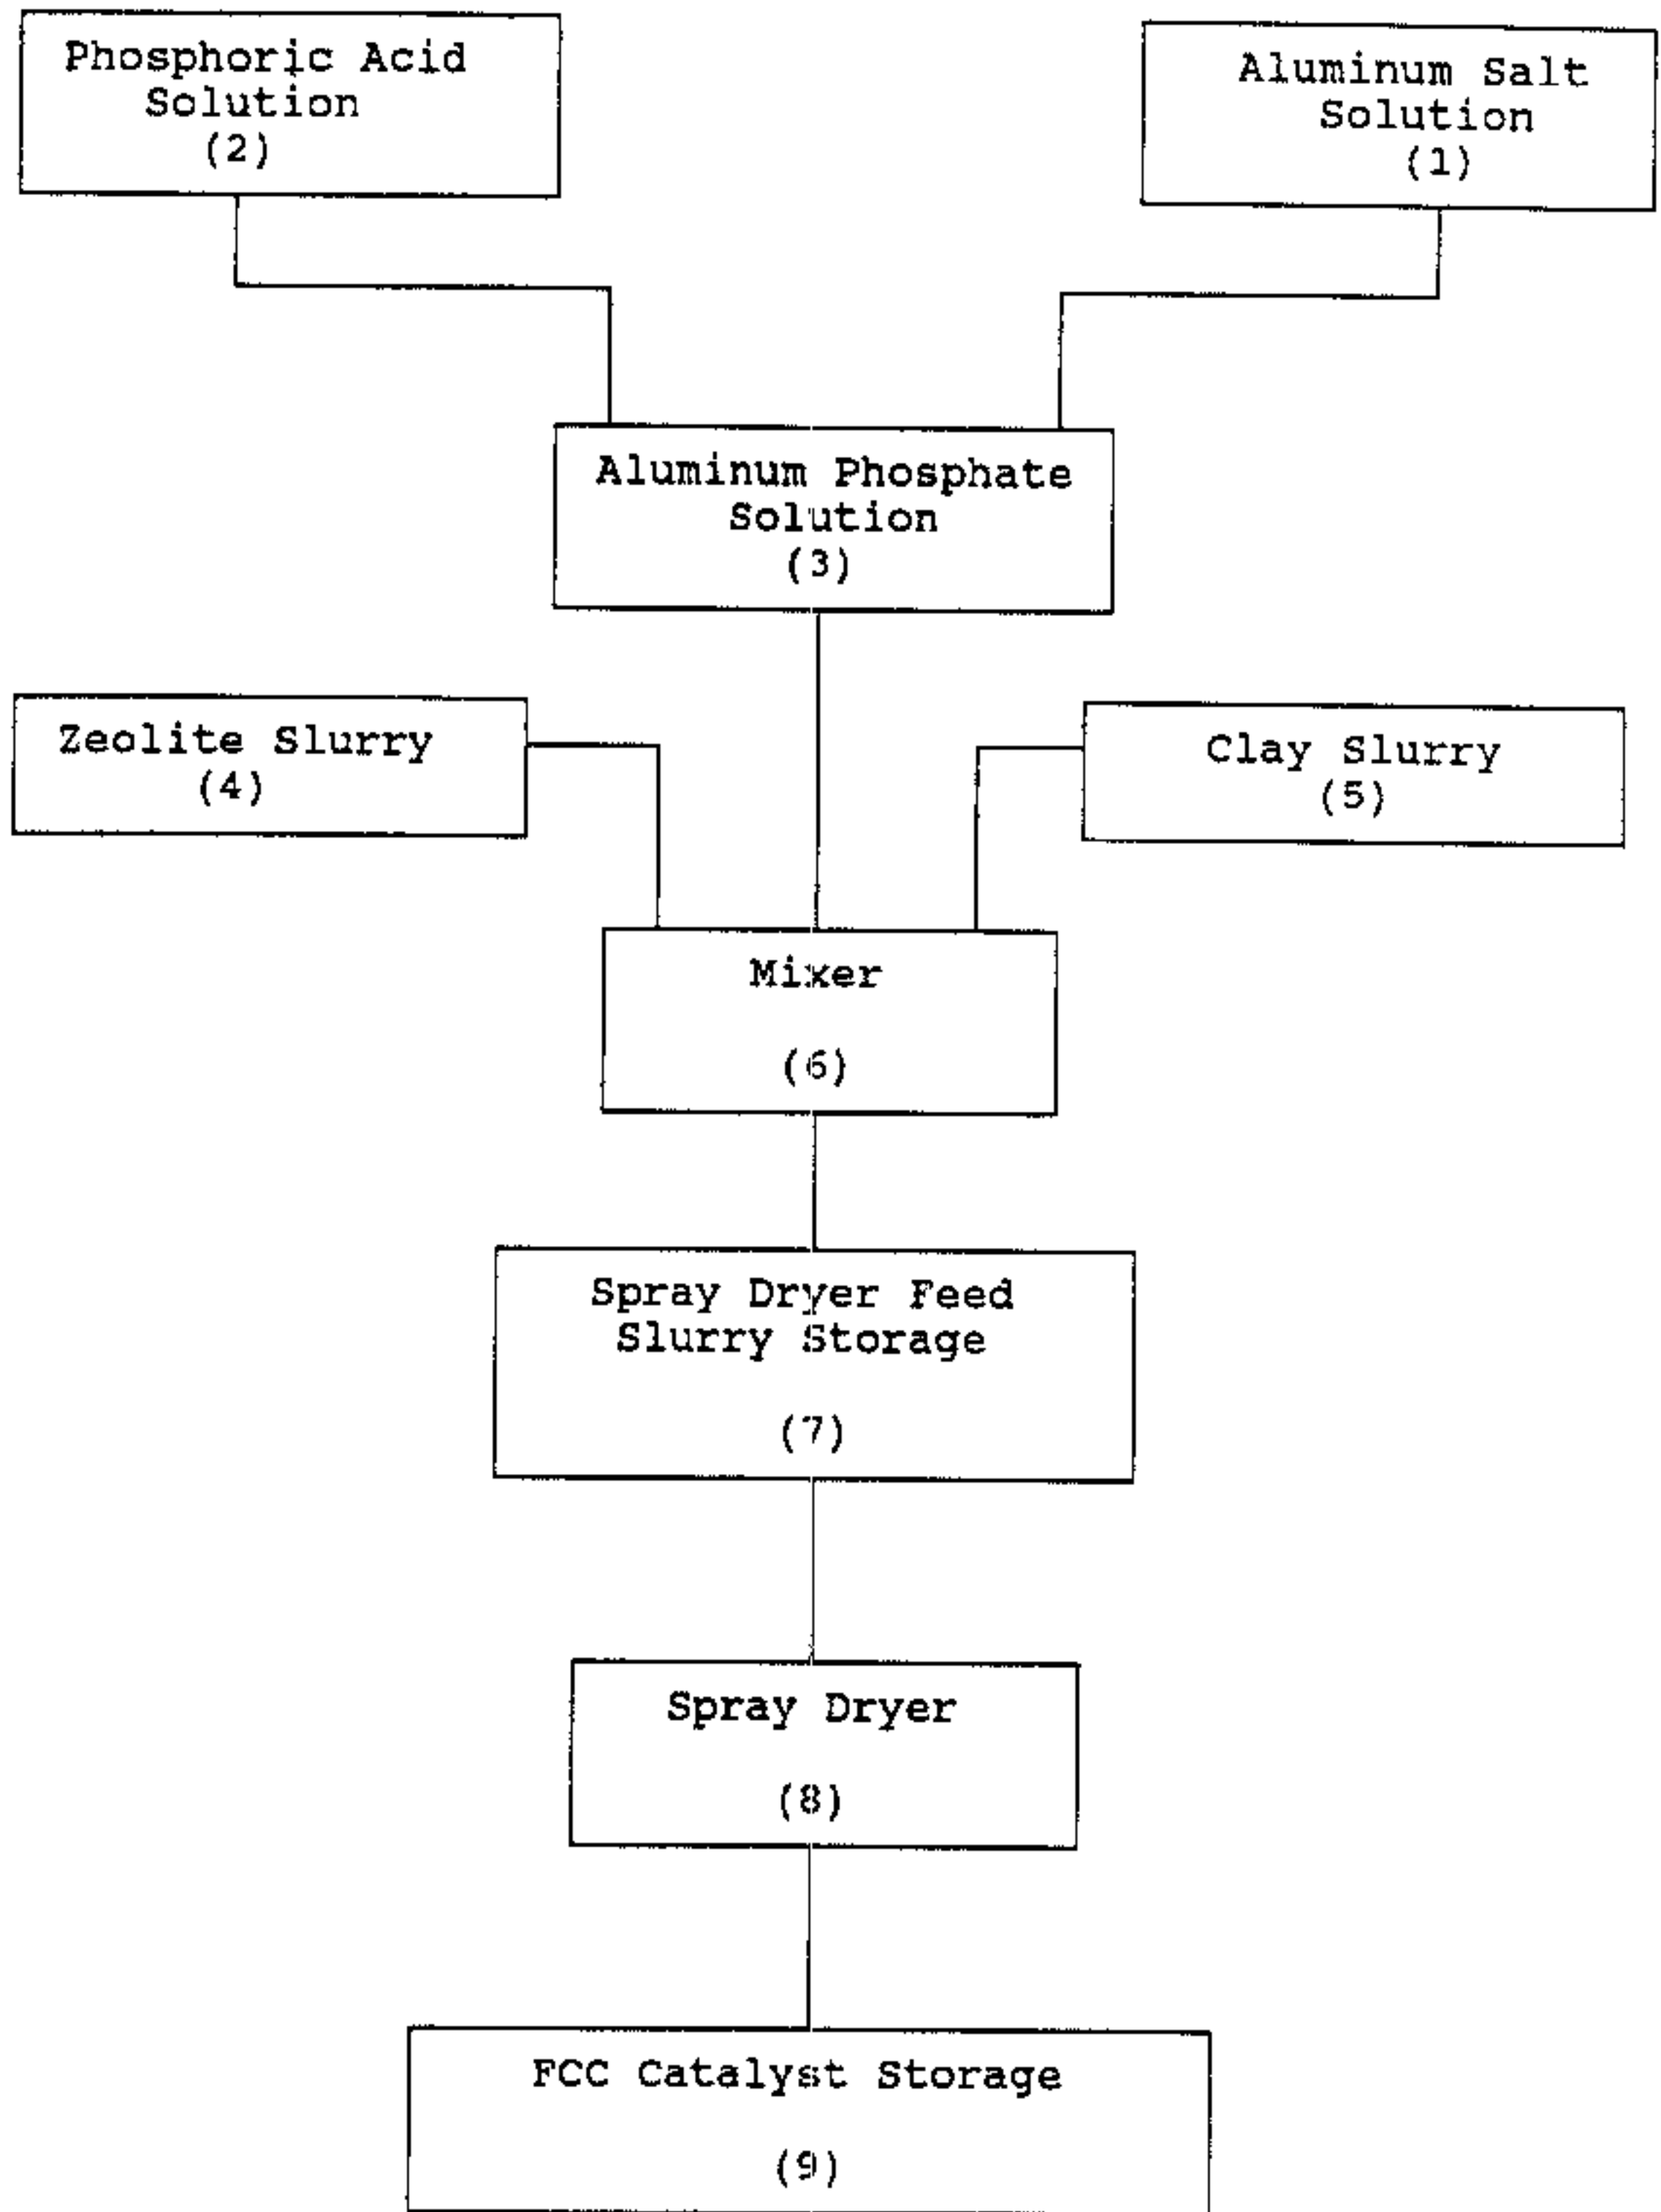 Phosphoric Acid
Solution
(2)
Aluminum Salt
Solution
(1)
Aluminum Phosphate
Solution
(3)
Zeolite Slurry
(4)
Clay Slurry
(5)
Mixer
(6)
Spray Dryer Feed
Slurry Storage
(7)
Spray Dryer
(8)
FCC Catalyst Storage
(9)